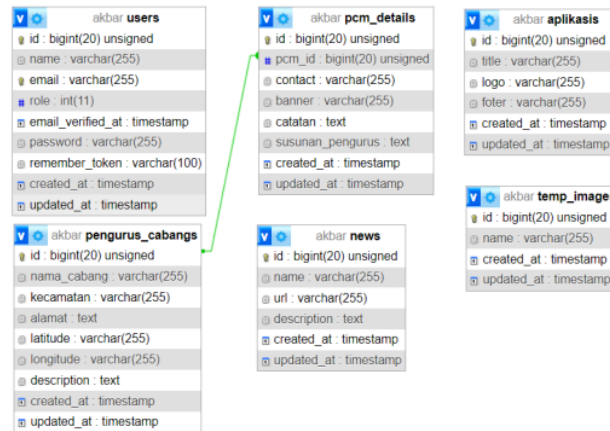 akbar users
id : bigint(20) unsigned
name : varchar(255)
email : varchar(255)
role : int(11)
email_verified_at : timestamp
password : varchar(255)
remember_token : varchar(100)
created_at : timestamp
updated_at : timestamp
akbar pcm_details
id : bigint(20) unsigned
pcm_id : bigint(20) unsigned
contact : varchar(255)
banner : varchar(255)
catatan : text
susunan_pengurus : text
created_at : timestamp
updated_at : timestamp
akbar aplikasis
id : bigint(20) unsigned
title : varchar(255)
logo : varchar(255)
foter : varchar(255)
created_at : timestamp
updated_at : timestamp
akbar pengurus_cabangs
id : bigint(20) unsigned
nama_cabang : varchar(255)
kecamatan : varchar(255)
alamat : text
latitude : varchar(255)
longitude : varchar(255)
description : text
created_at : timestamp
updated_at : timestamp
akbar news
id : bigint(20) unsigned
name : varchar(255)
url : varchar(255)
description : text
created_at : timestamp
updated_at : timestamp
akbar temp_image
id : bigint(20) unsigned
name : varchar(255)
created_at : timestamp
updated_at : timestamp